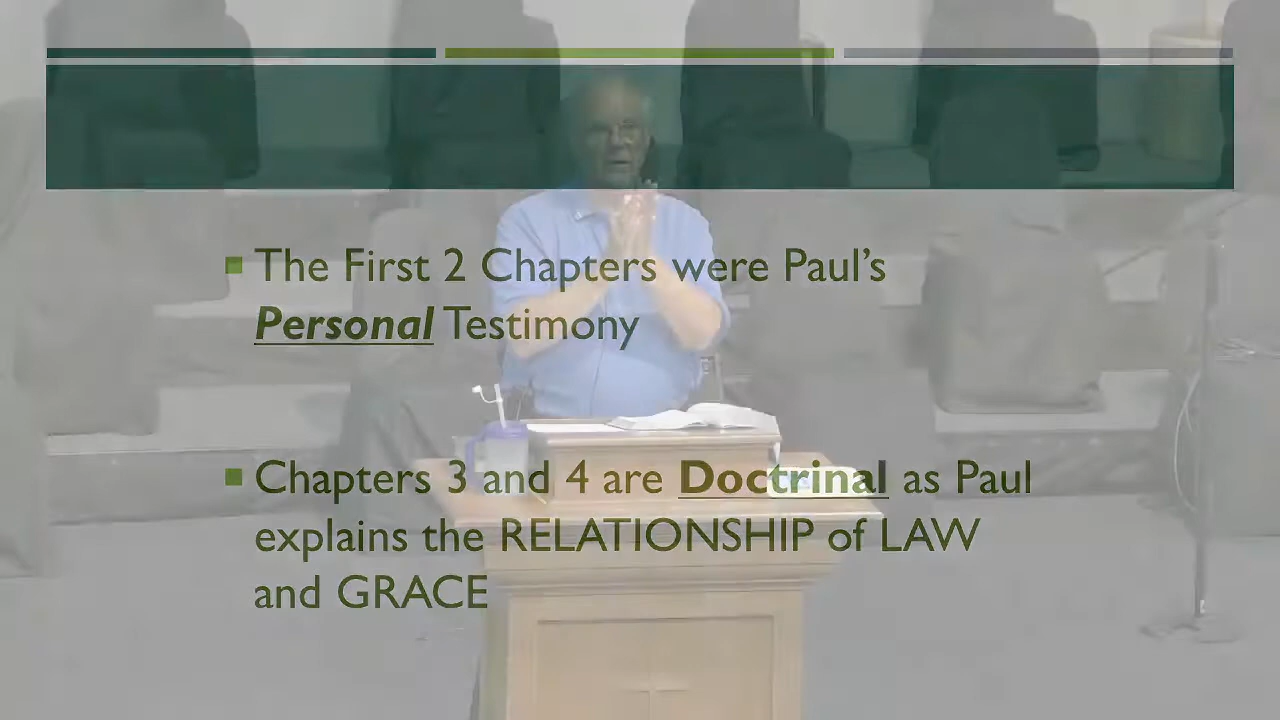 The First 2 Chapters were Paul’s
Personal Testimony
Chapters 3 and 4 are Doctrinal as Paul
explains the RELATIONSHIP of LAW
and GRACE